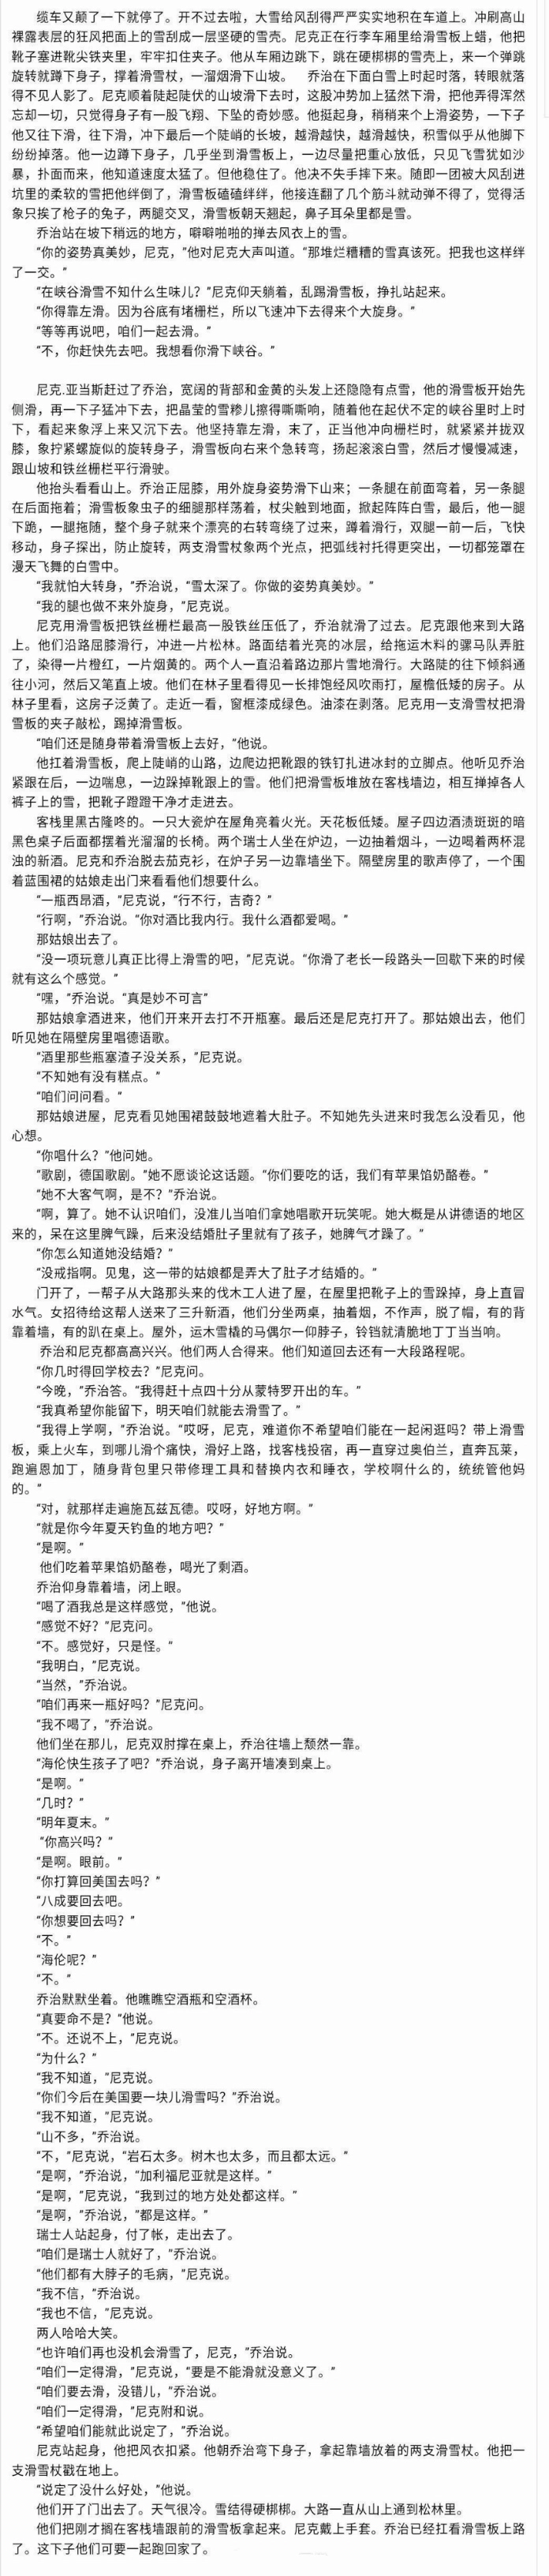 缆车又颠了一下就停了。开不过去啦，大雪给风刮得严严实实地积在车道上。冲刷高山
裸露表层的狂风把面上的雪刮成一层坚硬的雪壳。尼克正在行李车厢里给滑雪板上蜡，他把
靴子塞进靴尖铁夹里，牢牢扣住夹子。他从车厢边跳下，跳在硬梆梆的雪壳上，来一个弹跳
旋转就蹲下身子，撑着滑雪杖，一溜烟滑下山坡。 乔治在下面白雪上时起时落，转眼就落
得不见人影了。尼克顺着陡起陡伏的山坡滑下去时，这股冲势加上猛然下滑，把他弄得浑然
忘却一切，只觉得身子有一股飞翔、下坠的奇妙感。他挺起身，稍稍来个上滑姿势，一下子
他又往下滑，往下滑，冲下最后一个陡峭的长坡，越滑越快，越滑越快，积雪似乎从他脚下
纷纷掉落。他一边蹲下身子，几乎坐到滑雪板上，一边尽量把重心放低，只见飞雪犹如沙
暴，扑面而来，他知道速度太猛了。但他稳住了。他决不失手摔下来。随即一团被大风刮进
坑里的柔软的雪把他绊倒了，滑雪板磕磕绊绊，他接连翻了几个筋斗就动弹不得了，觉得活
象只挨了枪子的兔子，两腿交叉，滑雪板朝天翘起，鼻子耳朵里都是雪。
乔治站在坡下稍远的地方，噼噼啪啪的掸去风衣上的雪。
“你的姿势真美妙，尼克，”他对尼克大声叫道。“那堆烂糟糟的雪真该死。把我也这样绊
了一交。”
“在峡谷滑雪不知什么生味儿？”尼克仰天躺着，乱踢滑雪板，挣扎站起来。
“你得靠左滑。因为谷底有堵栅栏，所以飞速冲下去得来个大旋身。”
“等等再说吧，咱们一起去滑。”
“不，你赶快先去吧。我想看你滑下峡谷。”
尼克.亚当斯赶过了乔治，宽阔的背部和金黄的头发上还隐隐有点雪，他的滑雪板开始先
侧滑，再一下子猛冲下去，把晶莹的雪糁儿擦得嘶嘶响，随着他在起伏不定的峡谷里时上时
下，看起来象浮上来又沉下去。他坚持靠左滑，末了，正当他冲向栅栏时，就紧紧并拢双
膝，象拧紧螺旋似的旋转身子，滑雪板向右来个急转弯，扬起滚滚白雪，然后才慢慢减速，
跟山坡和铁丝栅栏平行滑驶。
他抬头看看山上。乔治正屈膝，用外旋身姿势滑下山来；一条腿在前面弯着，另一条腿
在后面拖着；滑雪板象虫子的细腿那样荡着，杖尖触到地面，掀起阵阵白雪，最后，他一腿
下跪，一腿拖随，整个身子就来个漂亮的右转弯绕了过来，蹲着滑行，双腿一前一后，飞快
移动，身子探出，防止旋转，两支滑雪杖象两个光点，把弧线衬托得更突出，一切都笼罩在
漫天飞舞的白雪中。
“我就怕大转身，”乔治说，“雪太深了。你做的姿势真美妙。”
“我的腿也做不来外旋身，”尼克说。
尼克用滑雪板把铁丝栅栏最高一股铁丝压低了，乔治就滑了过去。尼克跟他来到大路
上。他们沿路屈膝滑行，冲进一片松林。路面结着光亮的冰层，给拖运木料的骡马队弄脏
了，染得一片橙红，一片烟黄的。两个人一直沿着路边那片雪地滑行。大路陡的往下倾斜通
往小河，然后又笔直上坡。他们在林子里看得见一长排饱经风吹雨打，屋檐低矮的房子。从
林子里看，这房子泛黄了。走近一看，窗框漆成绿色。油漆在剥落。尼克用一支滑雪杖把滑
雪板的夹子敲松，踢掉滑雪板。
“咱们还是随身带着滑雪板上去好，”他说。
他扛着滑雪板，爬上陡峭的山路，边爬边把靴跟的铁钉扎进冰封的立脚点。他听见乔治
紧跟在后，一边喘息，一边跺掉靴跟上的雪。他们把滑雪板堆放在客栈墙边，相互掸掉各人
裤子上的雪，把靴子蹬蹬干净才走进去。
客栈里黑古隆咚的。一只大瓷炉在屋角亮着火光。天花板低矮。屋子四边酒渍斑斑的暗
黑色桌子后面都摆着光溜溜的长椅。两个瑞士人坐在炉边，一边抽着烟斗，一边喝着两杯混
浊的新酒。尼克和乔治脱去茄克衫，在炉子另一边靠墙坐下。隔壁房里的歌声停了，一个围
着蓝围裙的姑娘走出门来看看他们想要什么。
“一瓶西昂酒，”尼克说，“行不行，吉奇？”
“行啊，”乔治说。“你对酒比我内行。我什么酒都爱喝。”
那姑娘出去了。
“没一项玩意儿真正比得上滑雪的吧，”尼克说。“你滑了老长一段路头一回歇下来的时候
就有这么个感觉。”
“嘿，”乔治说。“真是妙不可言”
那姑娘拿酒进来，他们开来开去打不开瓶塞。最后还是尼克打开了。那姑娘出去，他们
听见她在隔壁房里唱德语歌。
“酒里那些瓶塞渣子没关系，”尼克说。
“不知她有没有糕点。”
“咱们问问看。”
那姑娘进屋，尼克看见她围裙鼓鼓地遮着大肚子。不知她先头进来时我怎么没看见，他
心想。
“你唱什么？”他问她。
“歌剧，德国歌剧。”她不愿谈论这话题。“你们要吃的话，我们有苹果馅奶酪卷。”
“她不大客气啊，是不？”乔治说。
“啊，算了。她不认识咱们，没准儿当咱们拿她唱歌开玩笑呢。她大概是从讲德语的地区
来的，呆在这里脾气躁，后来没结婚肚子里就有了孩子，她脾气才躁了。”
“你怎么知道她没结婚？”
“没戒指啊。见鬼，这一带的姑娘都是弄大了肚子才结婚的。”
门开了，一帮子从大路那头来的伐木工人进了屋，在屋里把靴子上的雪跺掉，身上直冒
水气。女招待给这帮人送来了三升新酒，他们分坐两桌，抽着烟，不作声，脱了帽，有的背
靠着墙，有的趴在桌上。屋外，运木雪橇的马偶尔一仰脖子，铃铛就清脆地丁丁当当响。
乔治和尼克都高高兴兴。他们两人合得来。他们知道回去还有一大段路程呢。
“你几时得回学校去？”尼克问。
“今晚，”乔治答。“我得赶十点四十分从蒙特罗开出的车。”
“我真希望你能留下，明天咱们就能去滑雪了。”
“我得上学啊，”乔治说。“哎呀，尼克，难道你不希望咱们能在一起闲逛吗？带上滑雪
板，乘上火车，到哪儿滑个痛快，滑好上路，找客栈投宿，再一直穿过奥伯兰，直奔瓦莱，
跑遍恩加丁，随身背包里只带修理工具和替换内衣和睡衣，学校啊什么的，统统管他妈
的。”
“对，就那样走遍施瓦兹瓦德。哎呀，好地方啊。”
“就是你今年夏天钓鱼的地方吧？”
“是啊。”
他们吃着苹果馅奶酪卷，喝光了剩酒。
乔治仰身靠着墙，闭上眼。
“喝了酒我总是这样感觉，”他说。
“感觉不好？”尼克问。
“不。感觉好，只是怪。”
“我明白，”尼克说。
“当然，”乔治说。
“咱们再来一瓶好吗？”尼克问。
“我不喝了，”乔治说。
他们坐在那儿，尼克双肘撑在桌上，乔治往墙上颓然一靠。
“海伦快生孩子了吧？”乔治说，身子离开墙凑到桌上。
“是啊。”
“几时？”
“明年夏末。”
“你高兴吗？”
“是啊。眼前。”
“你打算回美国去吗？”
“八成要回去吧。
“你想要回去吗？”
“不。”
“海伦呢？”
“不。”
乔治默默坐着。他瞧瞧空酒瓶和空酒杯。
“真要命不是？”他说。
“不。还说不上，”尼克说。
“为什么？”
“我不知道，”尼克说。
“你们今后在美国要一块儿滑雪吗？”乔治说。
“我不知道，”尼克说。
“山不多，”乔治说。
“不，”尼克说，“岩石太多。树木也太多，而且都太远。”
“是啊，”乔治说，“加利福尼亚就是这样。”
“是啊，”尼克说，“我到过的地方处处都这样。”
“是啊，”乔治说，“都是这样。”
瑞士人站起身，付了帐，走出去了。
“咱们是瑞士人就好了，”乔治说。
“他们都有大脖子的毛病，”尼克说。
“我不信，”乔治说。
“我也不信，”尼克说。
两人哈哈大笑。
“也许咱们再也没机会滑雪了，尼克，”乔治说。
“咱们一定得滑，”尼克说，“要是不能滑就没意义了。”
“咱们要去滑，没错儿，”乔治说。
“咱们一定得滑，”尼克附和说。
“希望咱们能就此说定了，”乔治说。
尼克站起身，他把风衣扣紧。他朝乔治弯下身子，拿起靠墙放着的两支滑雪杖。他把一
支滑雪杖戳在地上。
“说定了没什么好处，”他说。
他们开了门出去了。天气很冷。雪结得硬梆梆。大路一直从山上通到松林里。
他们把刚才搁在客栈墙跟前的滑雪板拿起来。尼克戴上手套。乔治已经扛着滑雪板上路
了。这下子他们可要一起跑回家了。